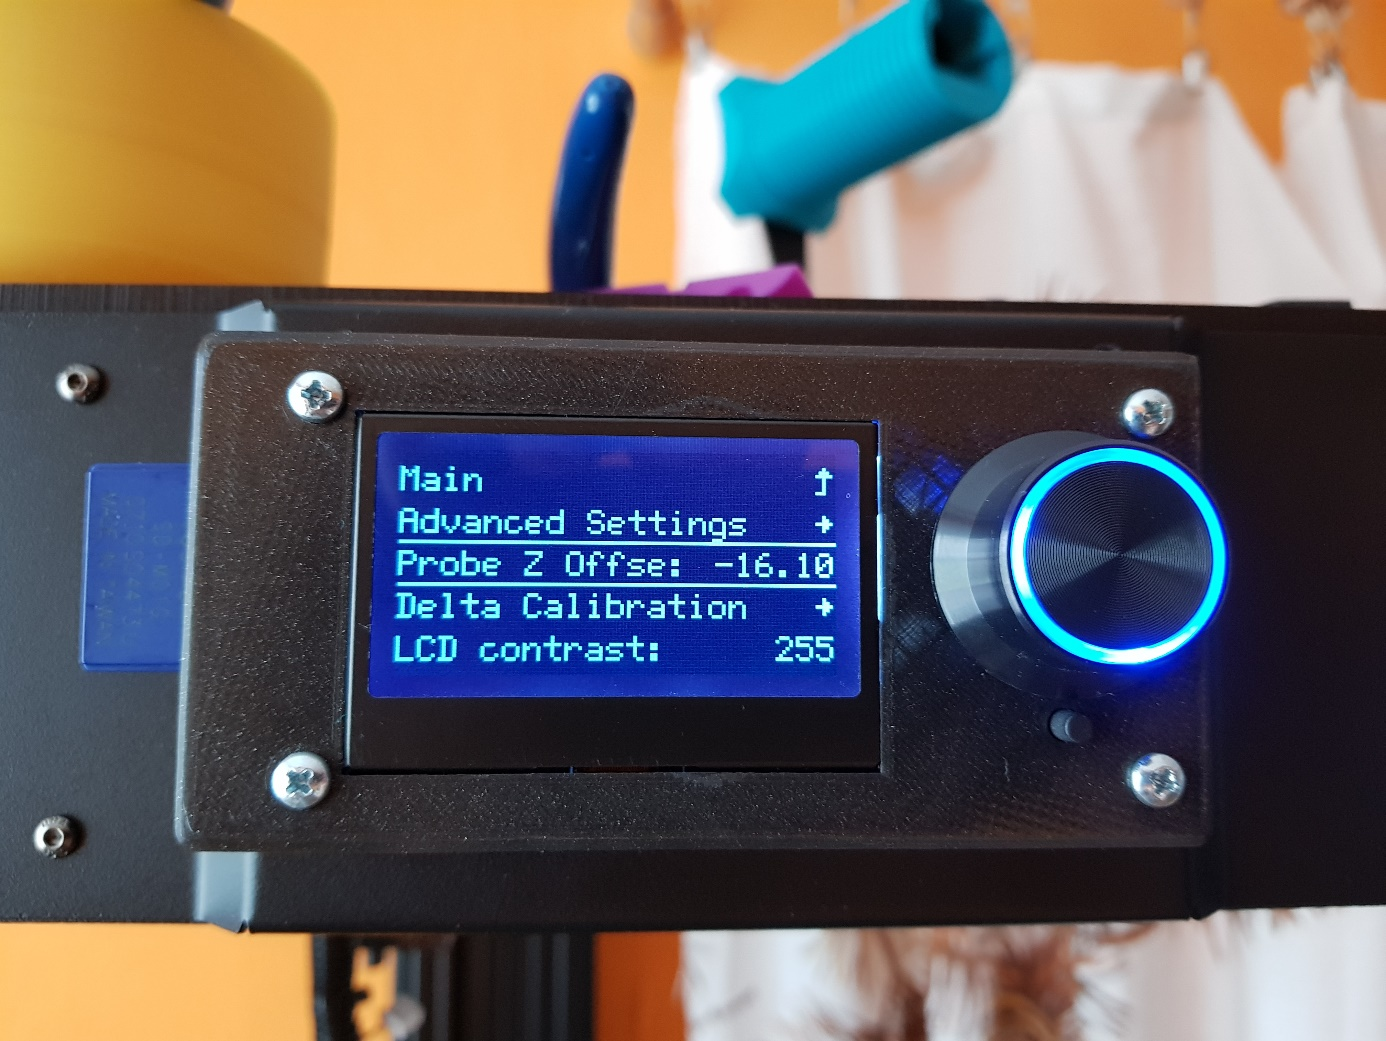 Main
Advanced Settings
Probe Z Offse: -16.10
Delta Calibration
LCD contrast: 255